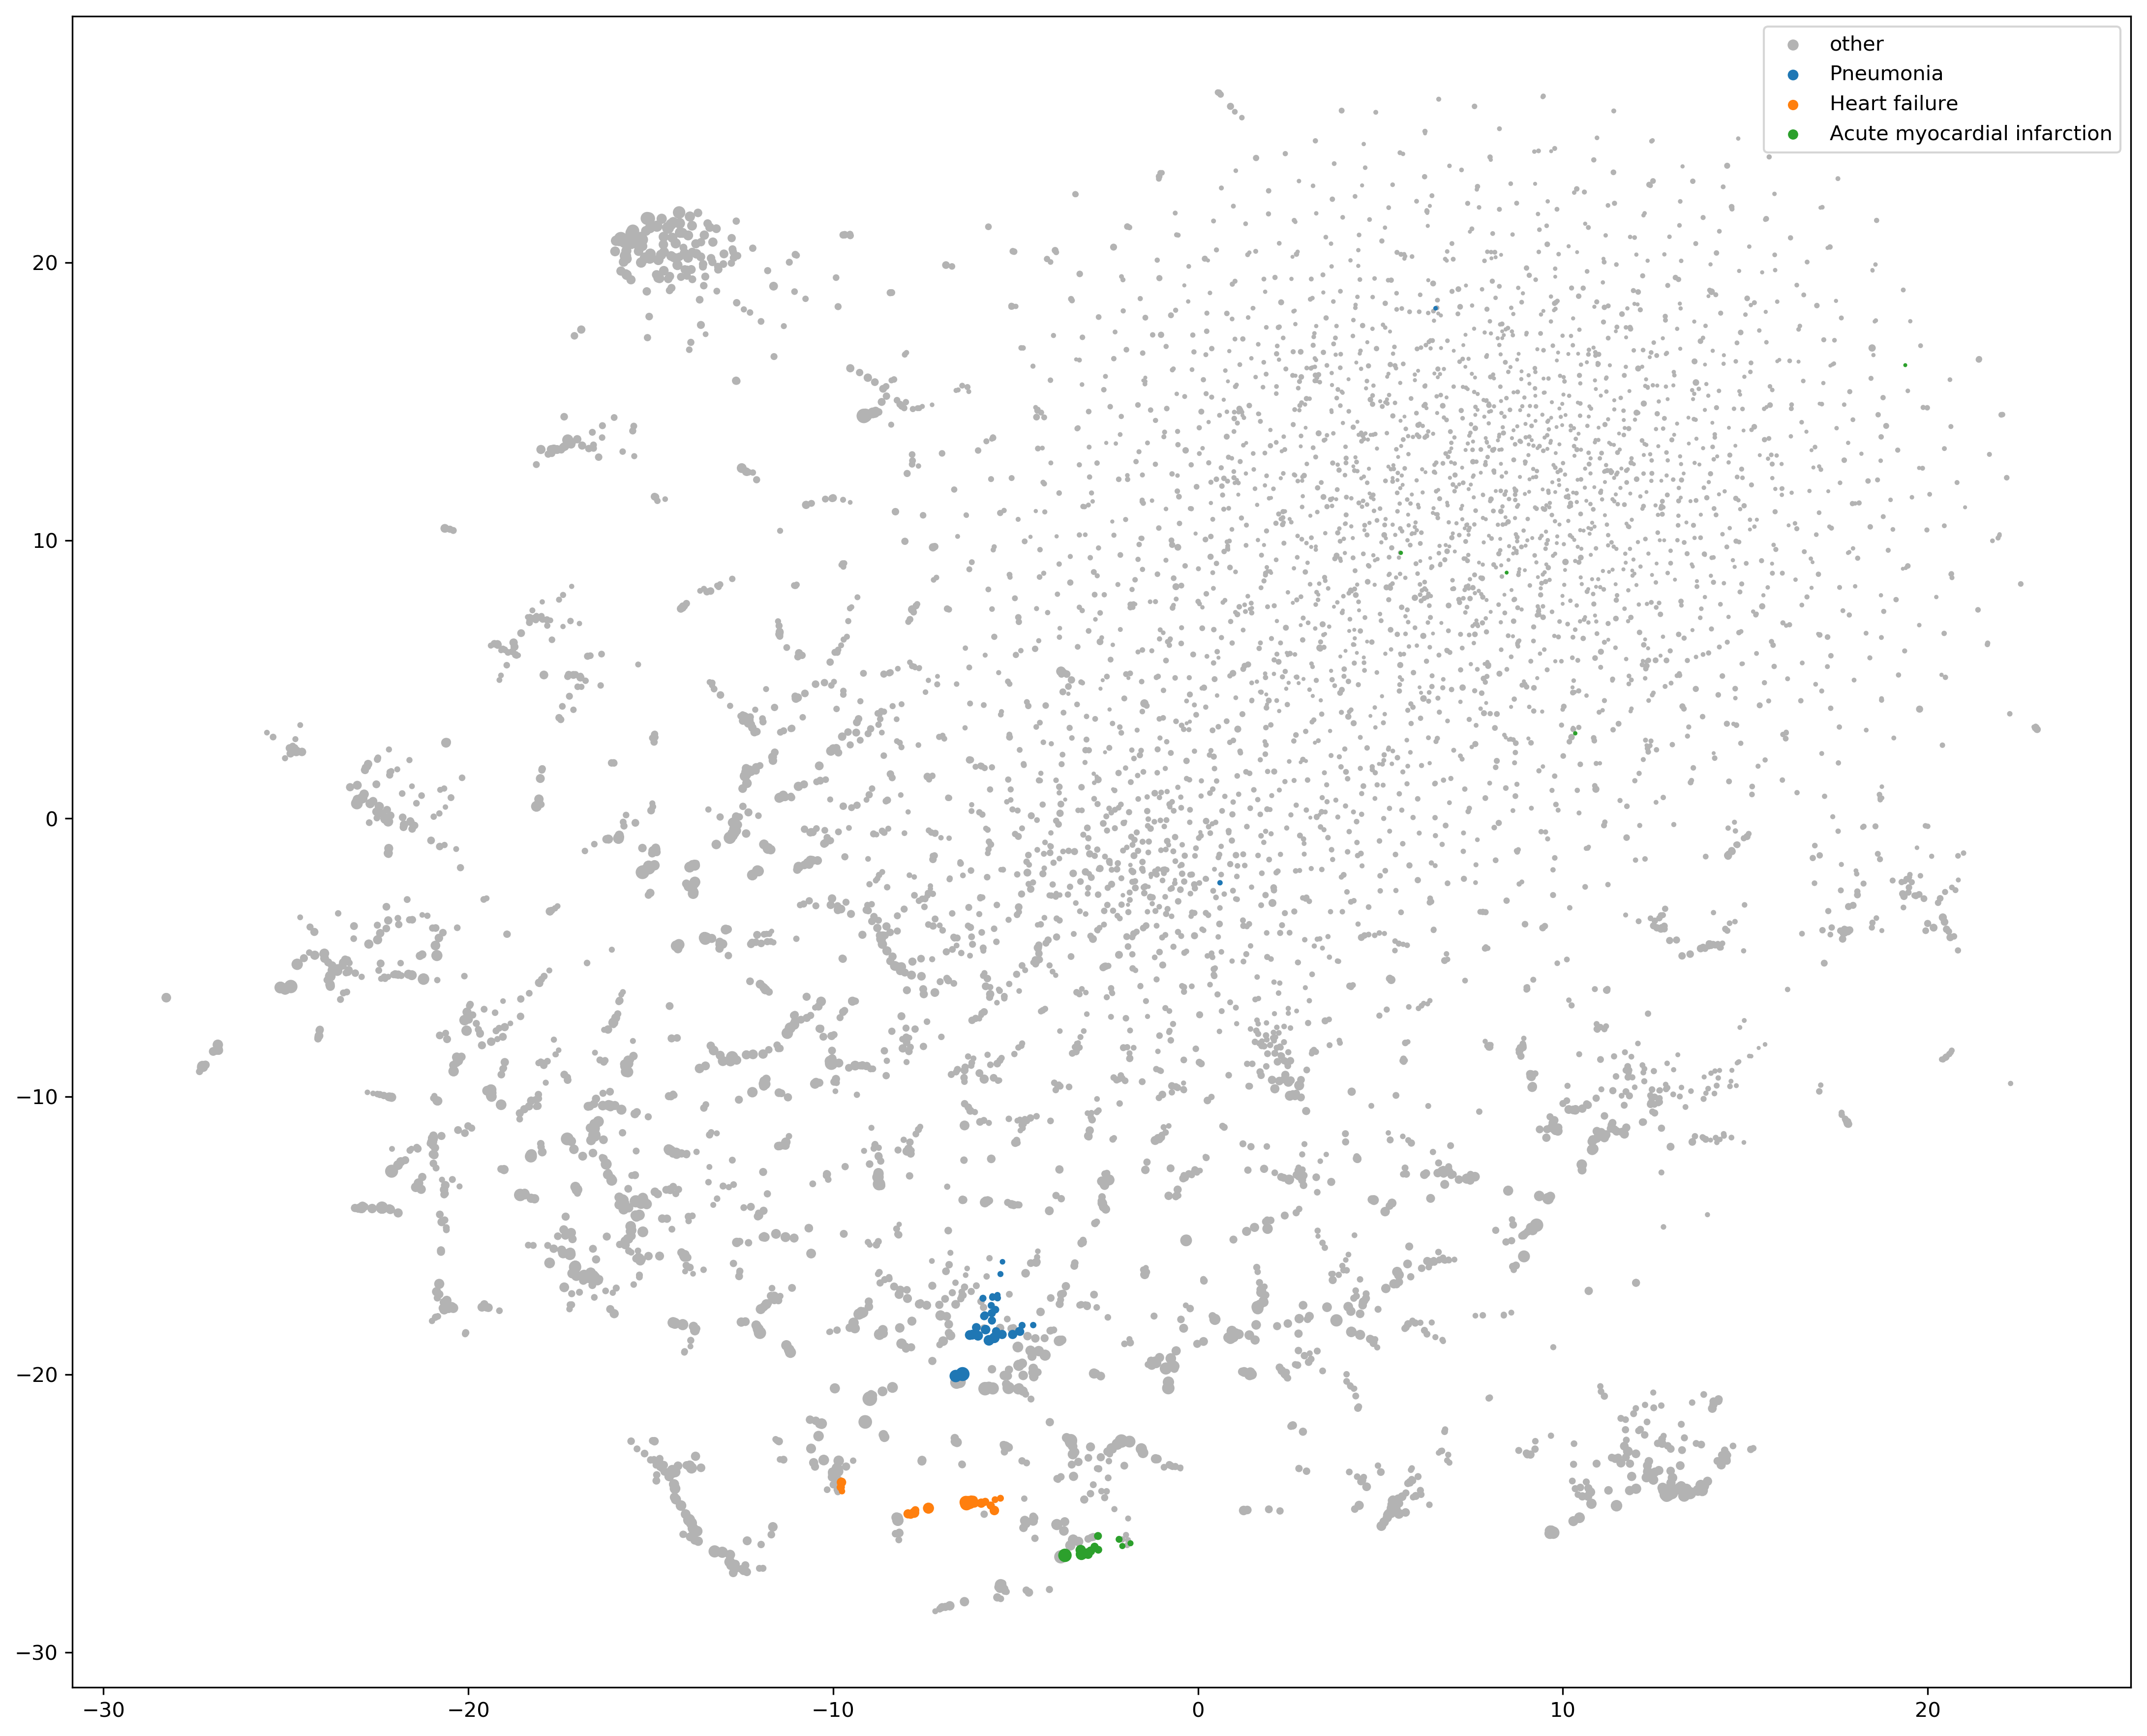 other
Pneumonia
Heart failure
Acute myocardial infarction
20
10
0
−10
−20
−30
−30 −20 −10 0 10 20